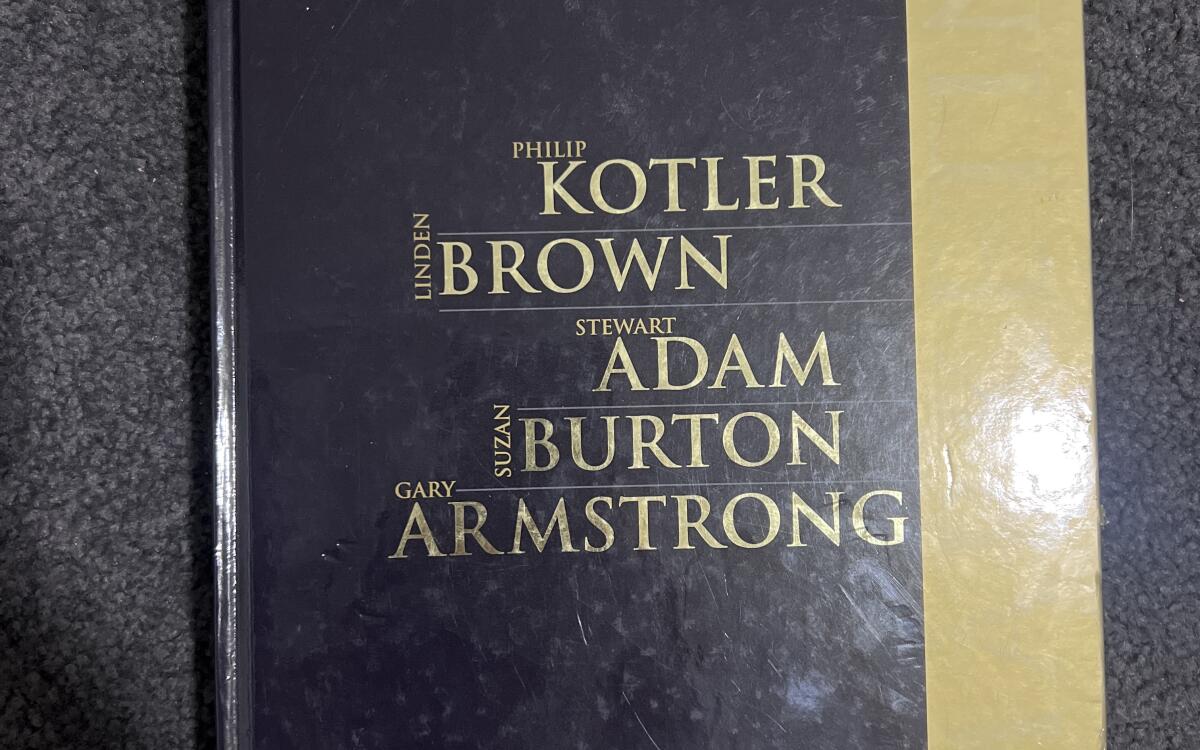 PHILIP
KOTLER
LINDEN
BROWN
STEWART
ADAM
SUZAN
BURTON
GARY
ARMSTRONG